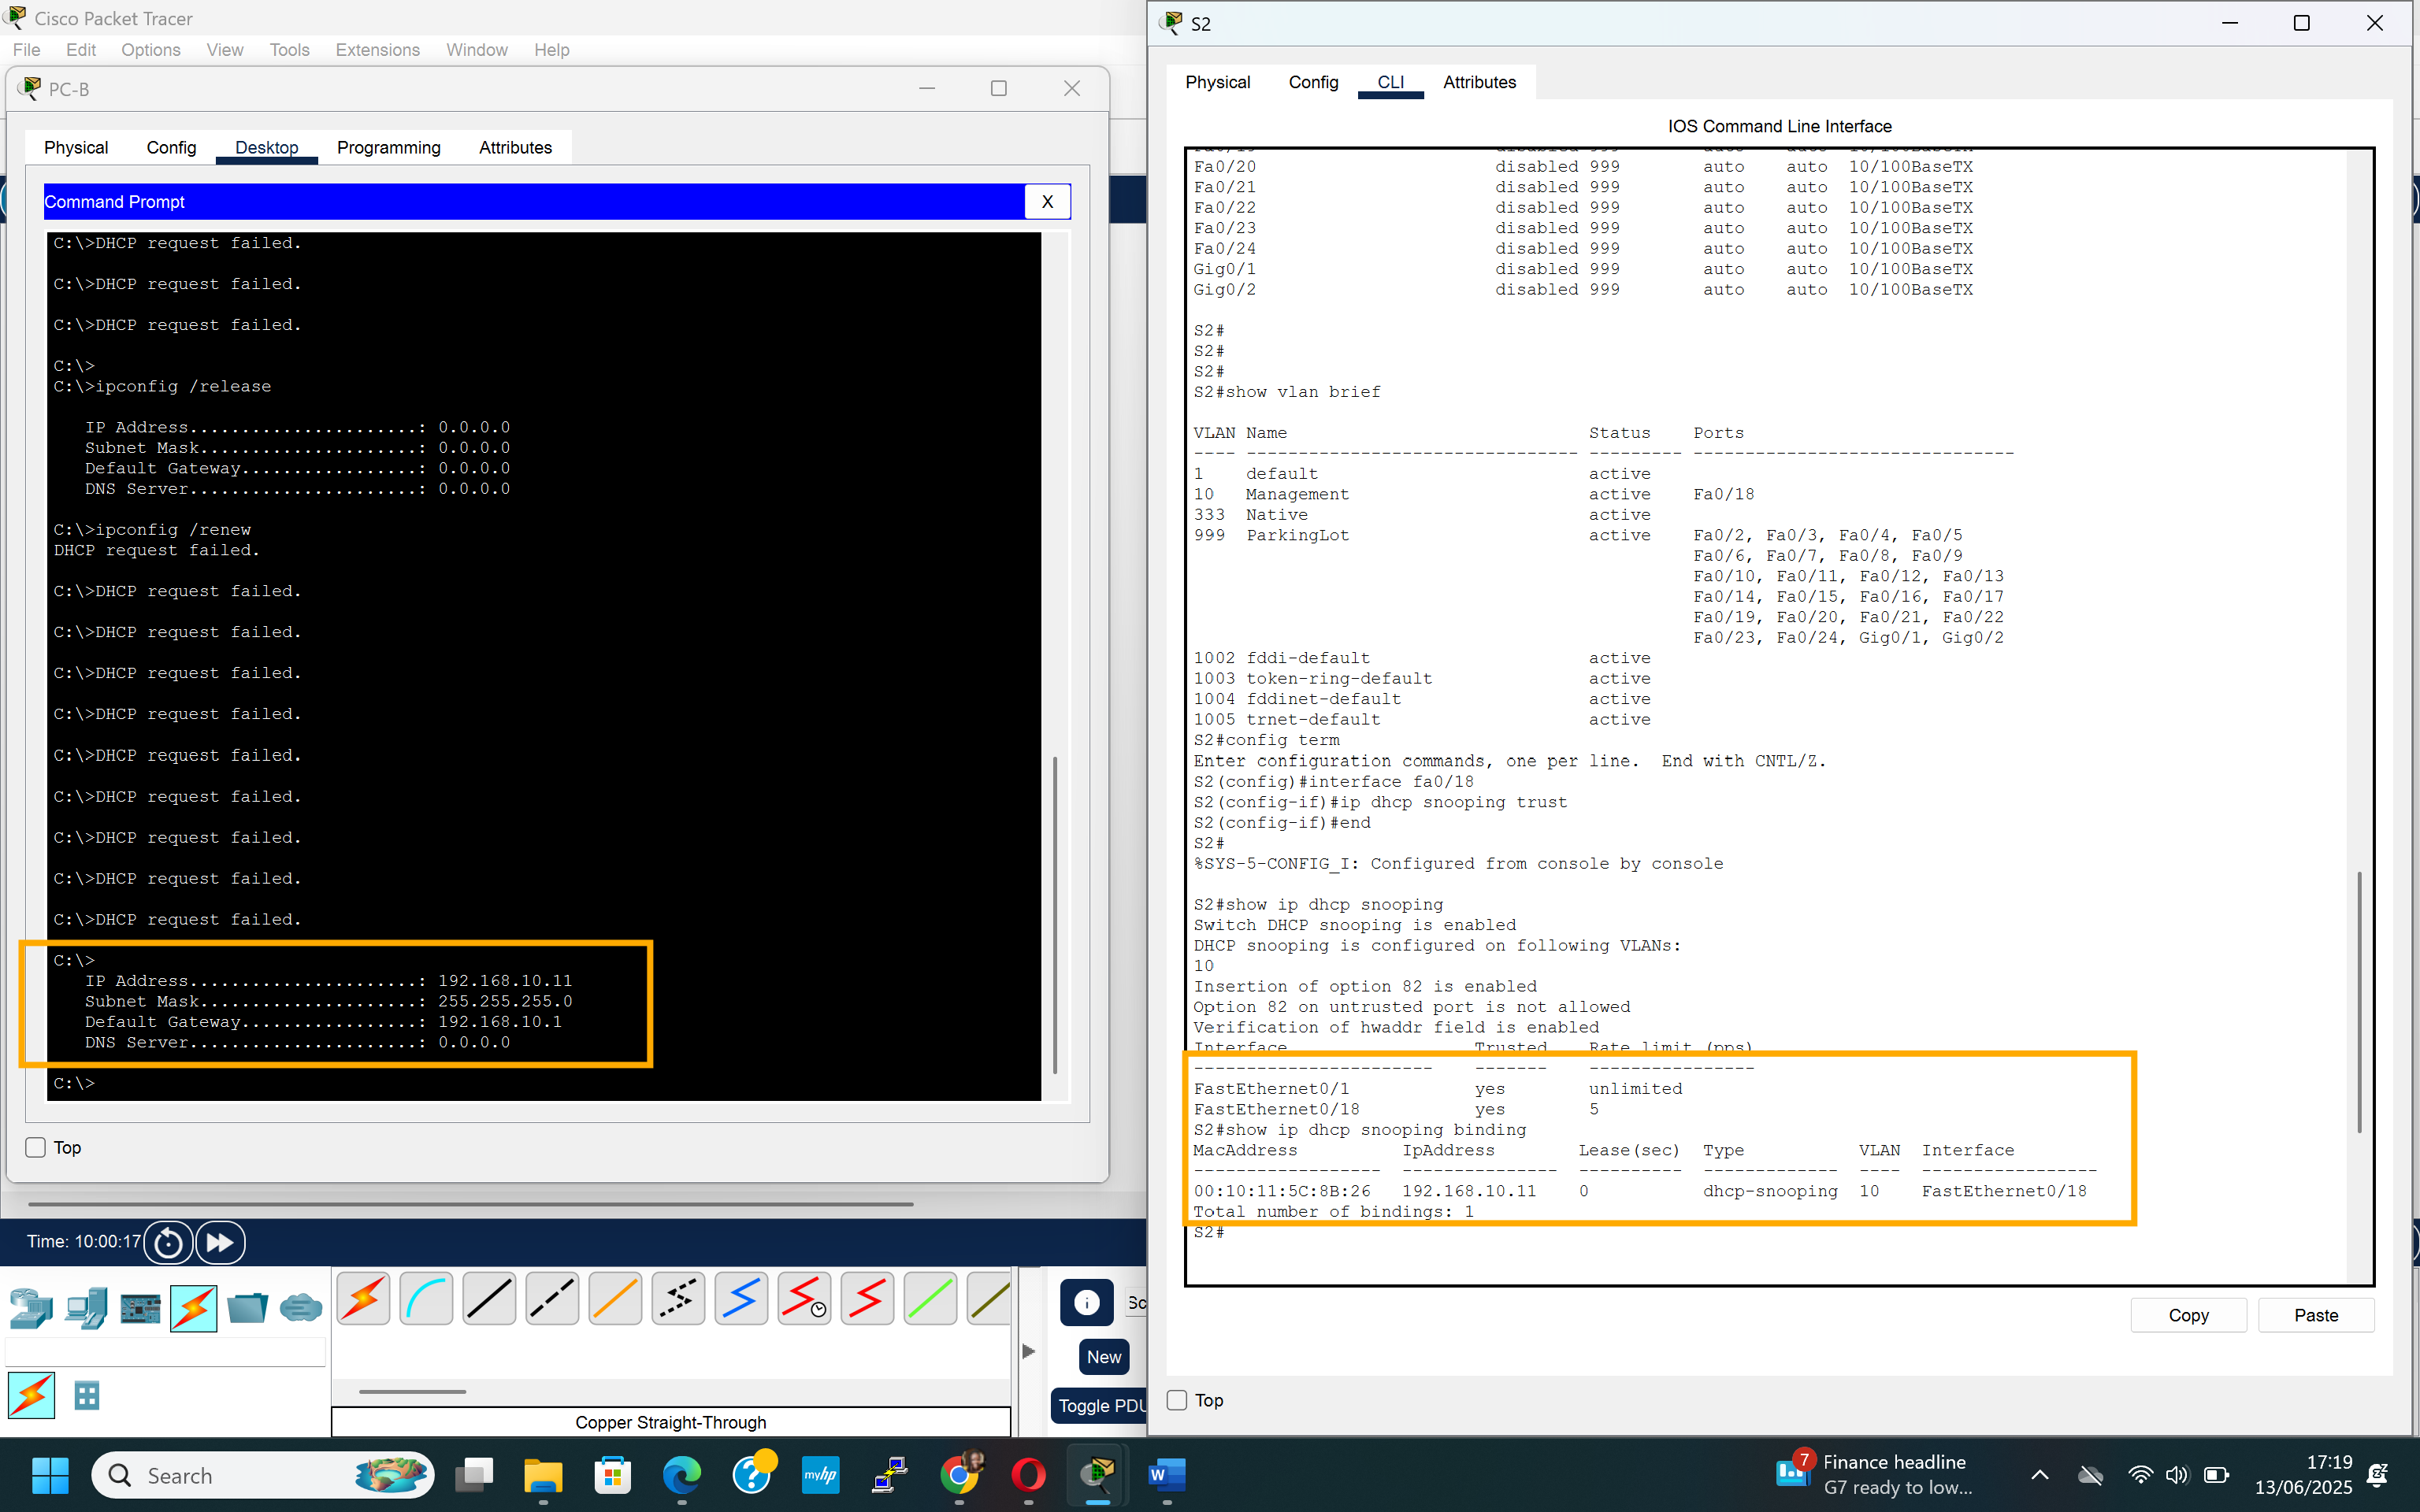 Cisco Packet Tracer
File Edit Options View Tools Extensions Window Help
PC-B
Physical Config Desktop Programming Attributes
Command Prompt X
C:\>DHCP request failed.
C:\>DHCP request failed.
C:\>DHCP request failed.
C:\>
C:\>ipconfig /release
IP Address......................: 0.0.0.0
Subnet Mask.....................: 0.0.0.0
Default Gateway.................: 0.0.0.0
DNS Server......................: 0.0.0.0
C:\>ipconfig /renew
DHCP request failed.
C:\>DHCP request failed.
C:\>DHCP request failed.
C:\>DHCP request failed.
C:\>DHCP request failed.
C:\>DHCP request failed.
C:\>DHCP request failed.
C:\>DHCP request failed.
C:\>DHCP request failed.
C:\>DHCP request failed.
C:\>
IP Address......................: 192.168.10.11
Subnet Mask.....................: 255.255.255.0
Default Gateway.................: 192.168.10.1
DNS Server......................: 0.0.0.0
C:\>
Top
Time: 10:00:17
New
Toggle PDU
Copper Straight-Through
S2
Physical Config CLI Attributes
IOS Command Line Interface
Fa0/19 disabled 999 auto auto 10/100BaseTX
Fa0/20 disabled 999 auto auto 10/100BaseTX
Fa0/21 disabled 999 auto auto 10/100BaseTX
Fa0/22 disabled 999 auto auto 10/100BaseTX
Fa0/23 disabled 999 auto auto 10/100BaseTX
Fa0/24 disabled 999 auto auto 10/100BaseTX
Gig0/1 disabled 999 auto auto 10/100BaseTX
Gig0/2 disabled 999 auto auto 10/100BaseTX
S2#
S2#
S2#
S2#show vlan brief
VLAN Name Status Ports
---- -------------------------------- --------- -------------------------------
1 default active
10 Management active Fa0/18
333 Native active
999 ParkingLot active Fa0/2, Fa0/3, Fa0/4, Fa0/5
Fa0/6, Fa0/7, Fa0/8, Fa0/9
Fa0/10, Fa0/11, Fa0/12, Fa0/13
Fa0/14, Fa0/15, Fa0/16, Fa0/17
Fa0/19, Fa0/20, Fa0/21, Fa0/22
Fa0/23, Fa0/24, Gig0/1, Gig0/2
1002 fddi-default active
1003 token-ring-default active
1004 fddinet-default active
1005 trnet-default active
S2#config term
Enter configuration commands, one per line. End with CNTL/Z.
S2(config)#interface fa0/18
S2(config-if)#ip dhcp snooping trust
S2(config-if)#end
S2#
%SYS-5-CONFIG_I: Configured from console by console
S2#show ip dhcp snooping
Switch DHCP snooping is enabled
DHCP snooping is configured on following VLANs:
10
Insertion of option 82 is enabled
Option 82 on untrusted port is not allowed
Verification of hwaddr field is enabled
Interface Trusted Rate limit (pps)
----------------------- ------- ----------------
FastEthernet0/1 yes unlimited
FastEthernet0/18 yes 5
S2#show ip dhcp snooping binding
MacAddress IpAddress Lease(sec) Type VLAN Interface
------------------ --------------- ---------- ------------- ---- -----------------
00:10:11:5C:8B:26 192.168.10.11 0 dhcp-snooping 10 FastEthernet0/18
Total number of bindings: 1
S2#
Copy Paste
Top
Search
myhp
W
7
Finance headline
G7 ready to low...
17:19
13/06/2025